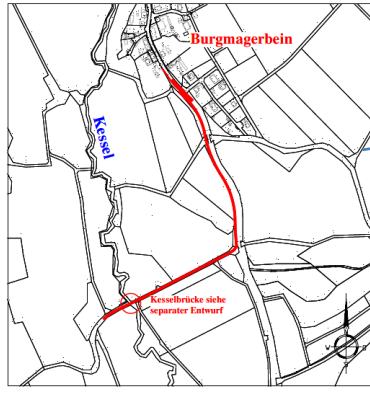 Burgmagerbein
Kessel
Kesselbrücke siehe
separater Entwurf
W
O